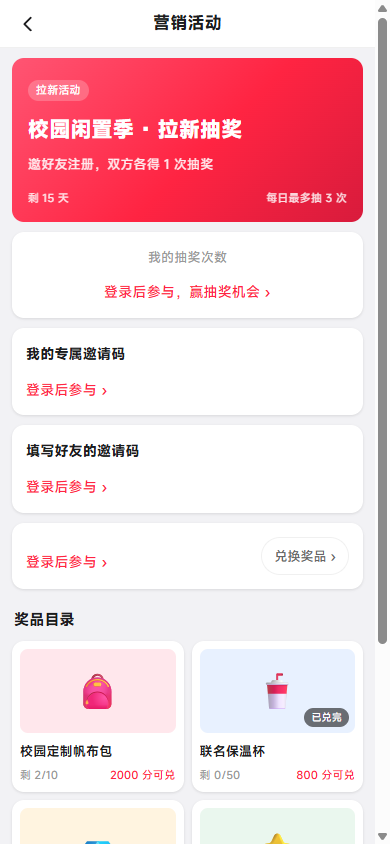 营销活动
拉新活动
校园闲置季 · 拉新抽奖
邀好友注册，双方各得 1 次抽奖
剩 15 天
每日最多抽 3 次
我的抽奖次数
登录后参与，赢抽奖机会 ›
我的专属邀请码
登录后参与 ›
填写好友的邀请码
登录后参与 ›
登录后参与 ›
兑换奖品 ›
奖品目录
已兑完
校园定制帆布包
联名保温杯
剩 2/10
2000 分可兑
剩 0/50
800 分可兑